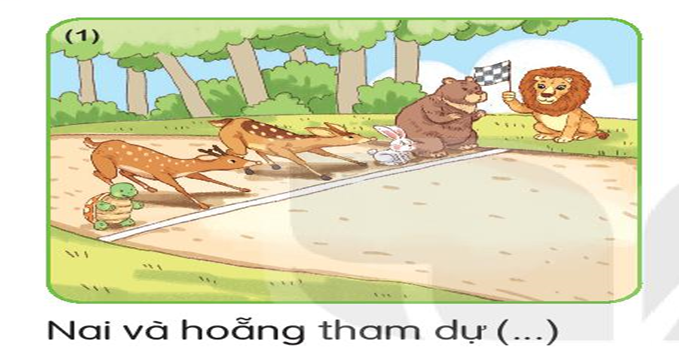 (1)
Nai và hoẵng tham dự (...)